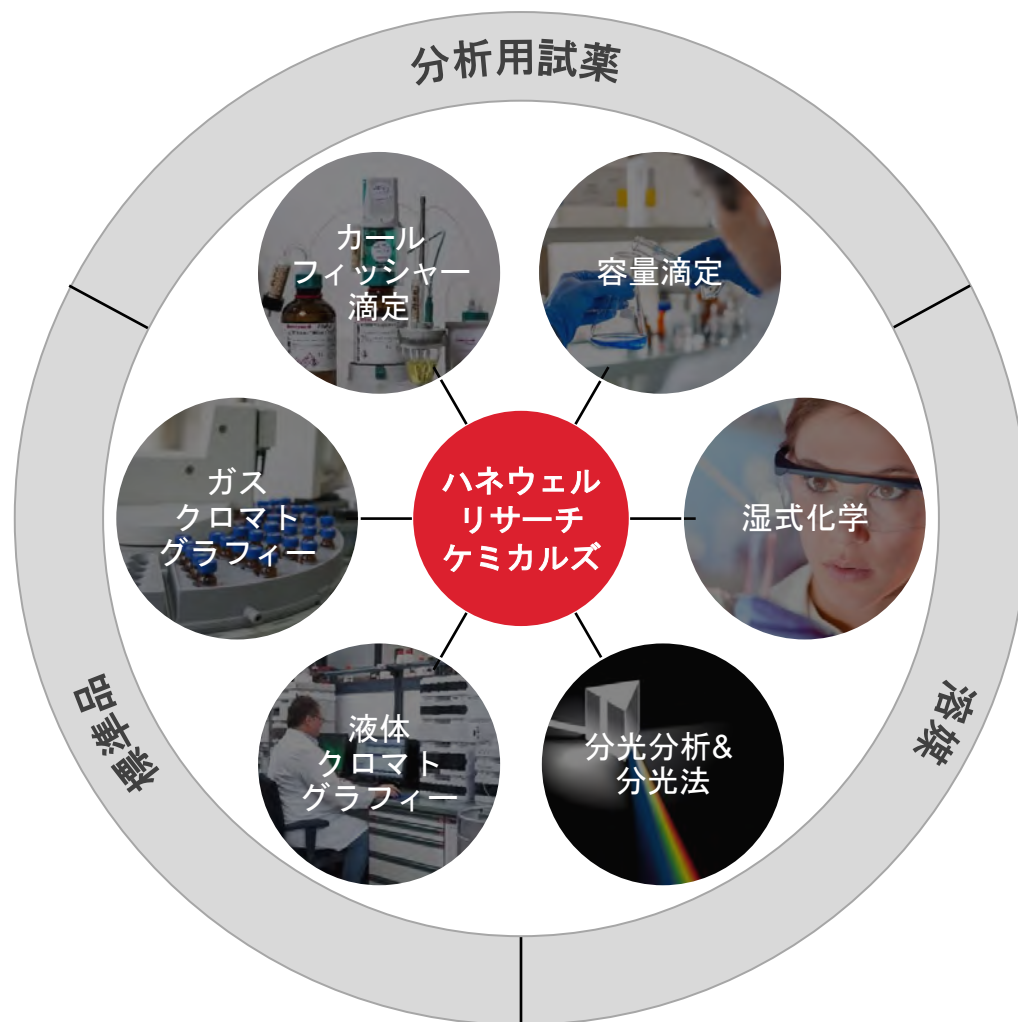 分析用試薬
カール
フィッシャー
滴定
容量滴定
ガス
クロマト
グラフィー
ハネウェル
リサーチ
ケミカルズ
湿式化学
液体
クロマト
グラフィー
分光分析&
分光法
標準品
溶媒